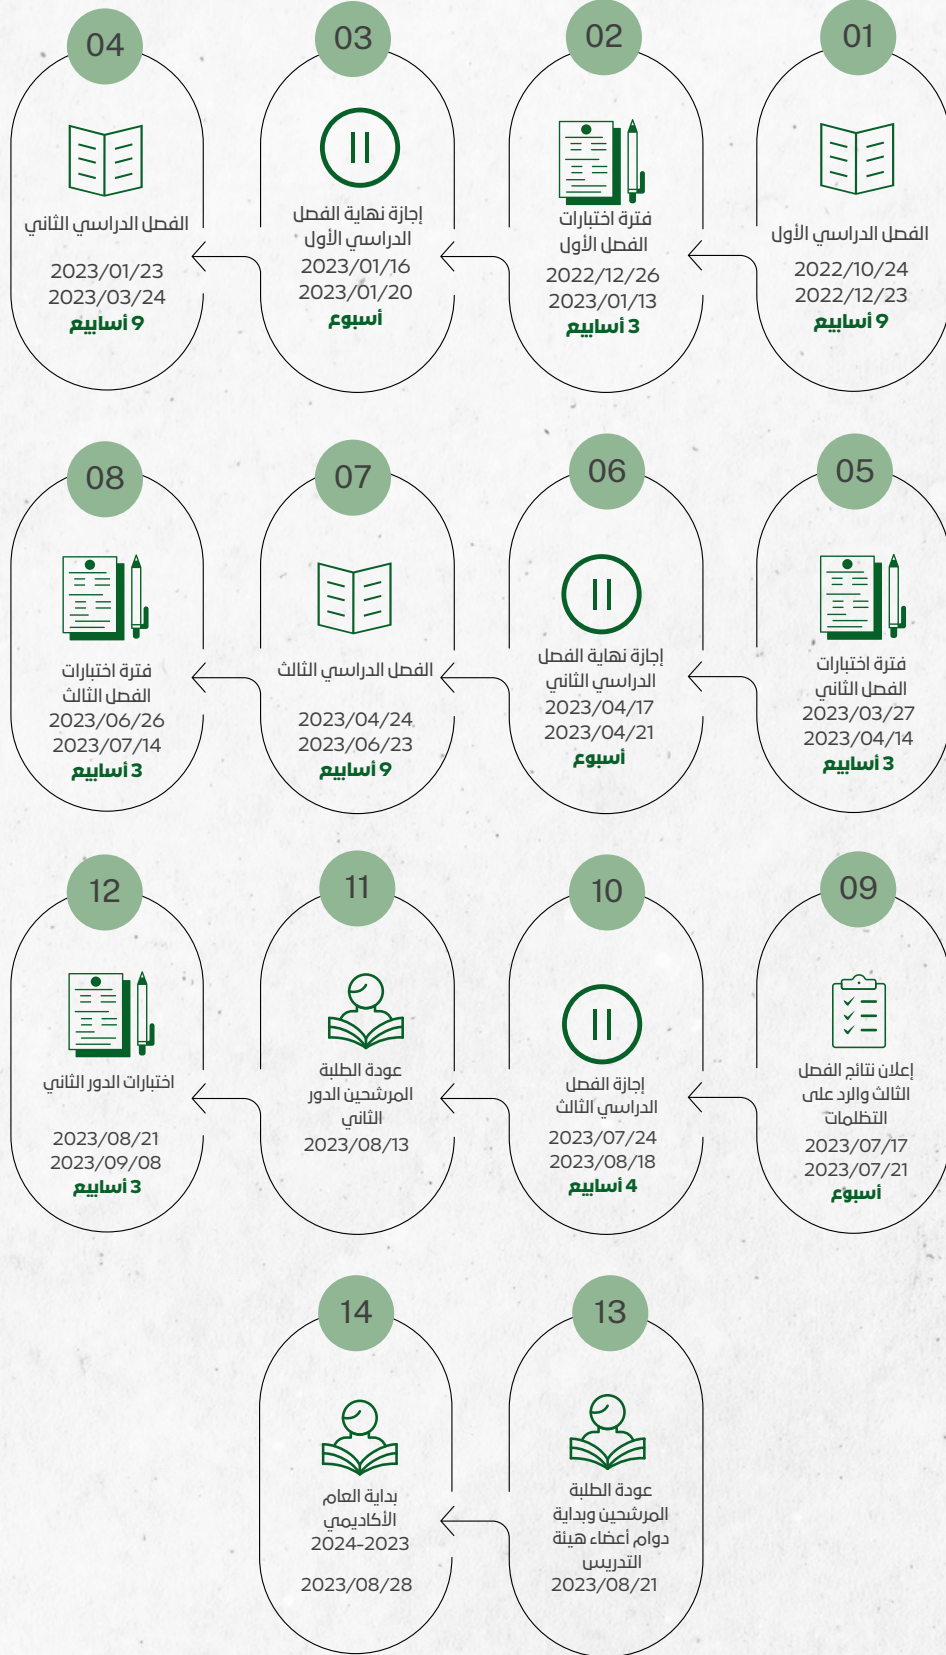 01
الفصل الدراسي الأول
2022/10/24
2022/12/23
9 أسابيع
02
فترة اختبارات
الفصل الأول
2022/12/26
2023/01/13
3 أسابيع
03
إجازة نهاية الفصل
الدراسي الأول
2023/01/16
2023/01/20
أسبوع
04
الفصل الدراسي الثاني
2023/01/23
2023/03/24
9 أسابيع
05
فترة اختبارات
الفصل الثاني
2023/03/27
2023/04/14
3 أسابيع
06
إجازة نهاية الفصل
الدراسي الثاني
2023/04/17
2023/04/21
أسبوع
07
الفصل الدراسي الثالث
2023/04/24
2023/06/23
9 أسابيع
08
فترة اختبارات
الفصل الثالث
2023/06/26
2023/07/14
3 أسابيع
09
إعلان نتائج الفصل
الثالث والرد على
التظلمات
2023/07/17
2023/07/21
أسبوع
10
إجازة الفصل
الدراسي الثالث
2023/07/24
2023/08/18
4 أسابيع
11
عودة الطلبة
المرشحين الدور
الثاني
2023/08/13
12
اختبارات الدور الثاني
2023/08/21
2023/09/08
3 أسابيع
13
عودة الطلبة
المرشحين وبداية
دوام أعضاء هيئة
التدريس
2023/08/21
14
بداية العام
الأكاديمي
2024-2023
2023/08/28